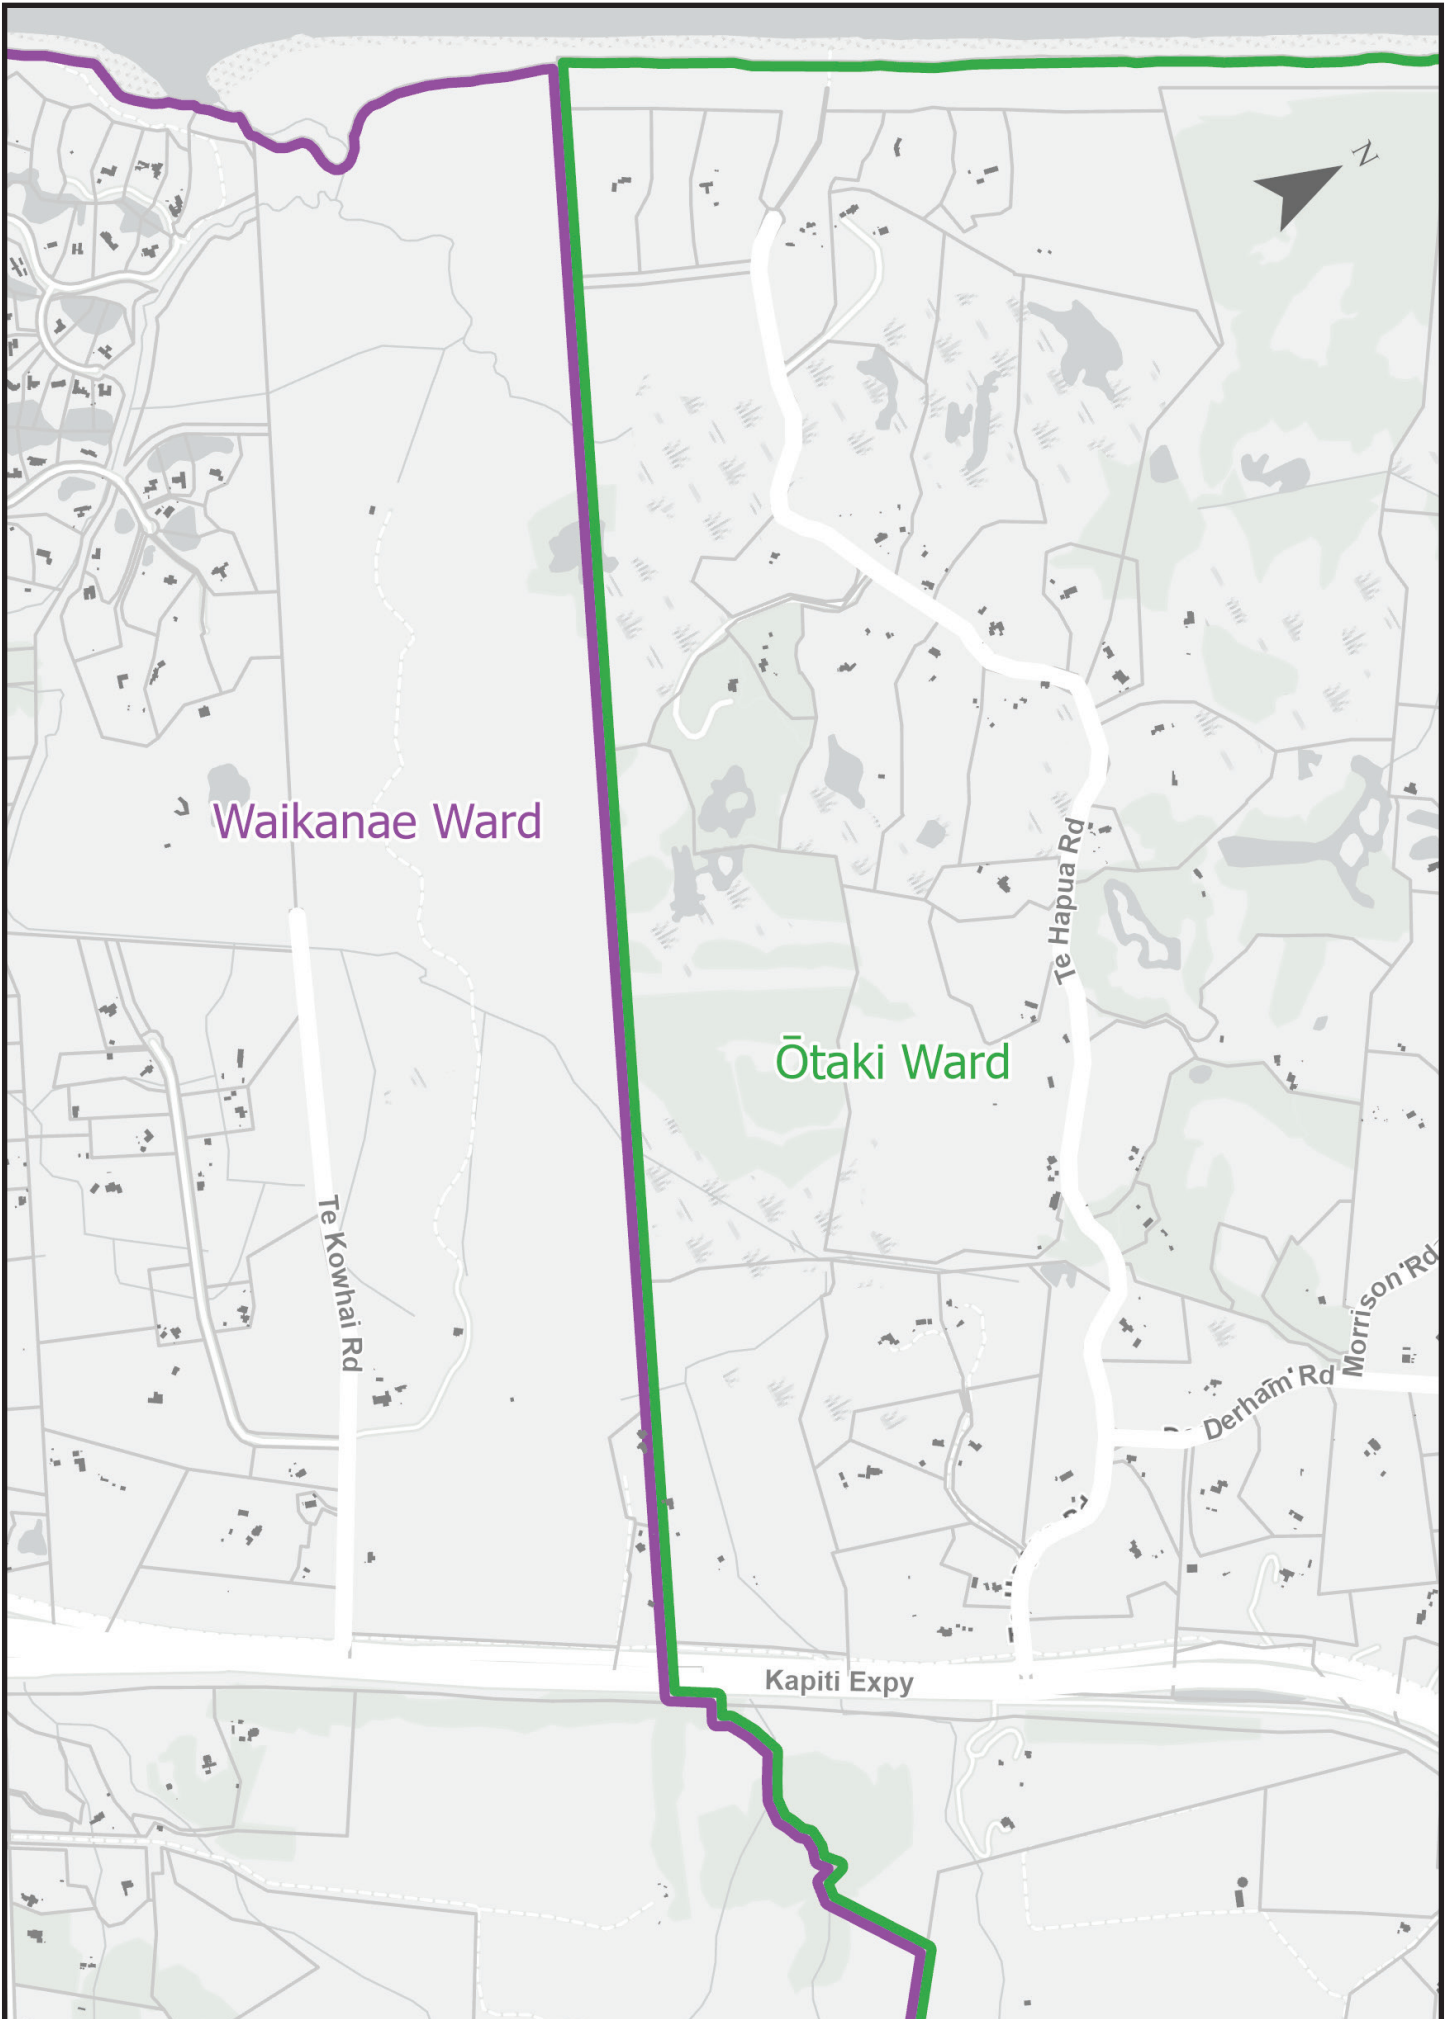 N
Waikanae Ward
Te Hapua Rd
Ōtaki Ward
Te Kowhai Rd
Morrison Rd
Derham Rd
Kapiti Expy